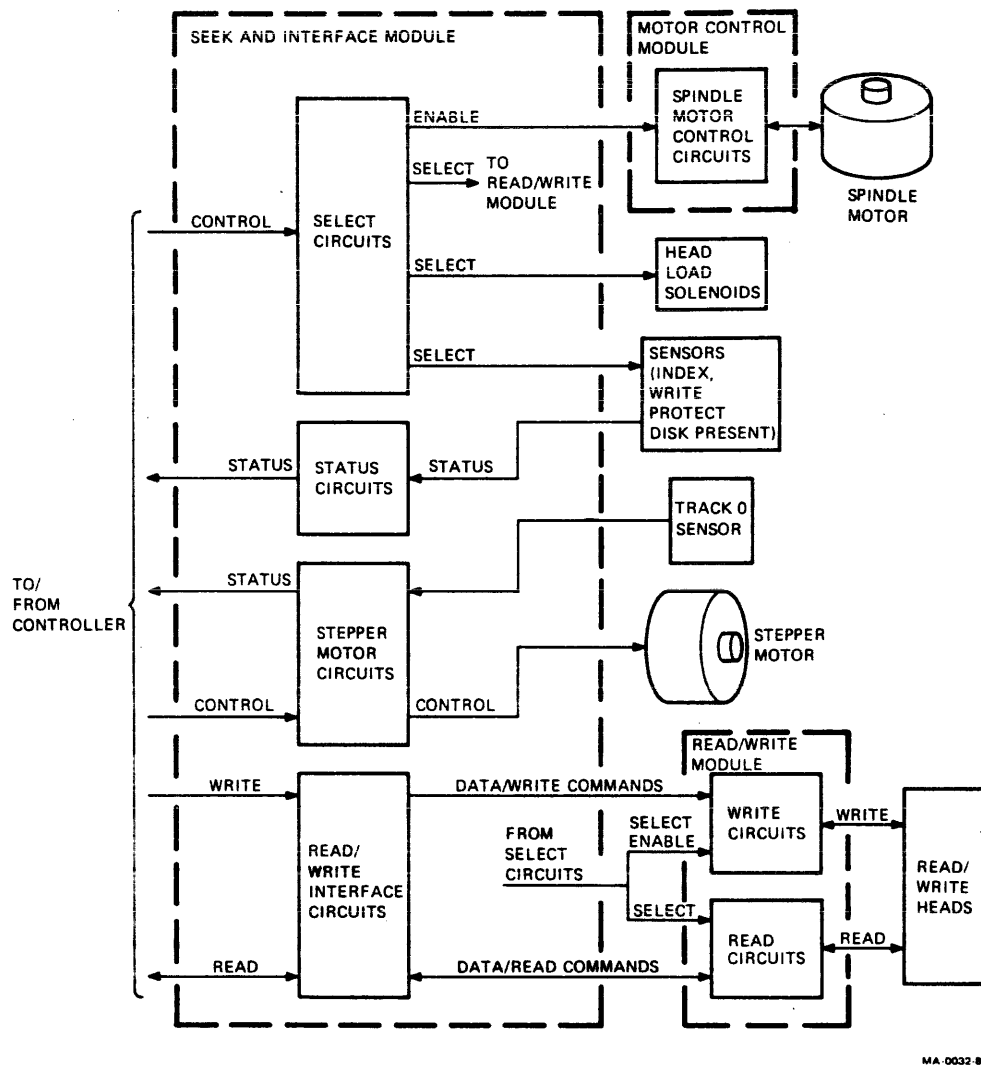 SEEK AND INTERFACE MODULE
MOTOR CONTROL
MODULE
SPINDLE
MOTOR
CONTROL
CIRCUITS
SPINDLE
MOTOR
ENABLE
SELECT
TO
READ/WRITE
MODULE
CONTROL
SELECT
CIRCUITS
SELECT
HEAD
LOAD
SOLENOIDS
SELECT
SENSORS
(INDEX,
WRITE
PROTECT
DISK PRESENT)
STATUS
STATUS
CIRCUITS
STATUS
TRACK 0
SENSOR
STATUS
TO/
FROM
CONTROLLER
STEPPER
MOTOR
CIRCUITS
STEPPER
MOTOR
CONTROL
CONTROL
READ/WRITE
MODULE
WRITE
DATA/WRITE COMMANDS
WRITE
CIRCUITS
WRITE
FROM
SELECT
CIRCUITS
SELECT
ENABLE
READ/
WRITE
INTERFACE
CIRCUITS
READ/
WRITE
HEADS
SELECT
READ
CIRCUITS
READ
READ
DATA/READ COMMANDS
MA-0032-8